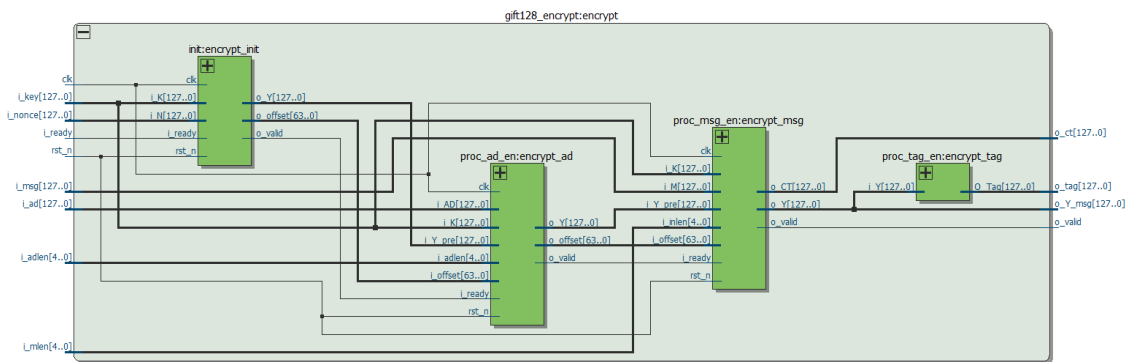 gift128_encrypt:encrypt
init:encrypt_init
clk
i_key[127..0]
i_nonce[127..0]
i_ready
rst_n
i_msg[127..0]
i_ad[127..0]
i_adlen[4..0]
i_mlen[4..0]
clk
i_K[127..0]
i_N[127..0]
i_ready
rst_n
o_Y[127..0]
o_offset[63..0]
o_valid
proc_ad_en:encrypt_ad
clk
i_AD[127..0]
i_K[127..0]
i_Y_pre[127..0]
i_adlen[4..0]
i_offset[63..0]
i_ready
rst_n
o_Y[127..0]
o_offset[63..0]
o_valid
proc_msg_en:encrypt_msg
clk
i_K[127..0]
i_M[127..0]
i_Y_pre[127..0]
i_inlen[4..0]
i_offset[63..0]
i_ready
rst_n
o_CT[127..0]
o_Y[127..0]
o_valid
proc_tag_en:encrypt_tag
i_Y[127..0]
O_Tag[127..0]
o_ct[127..0]
o_tag[127..0]
o_Y_msg[127..0]
o_valid